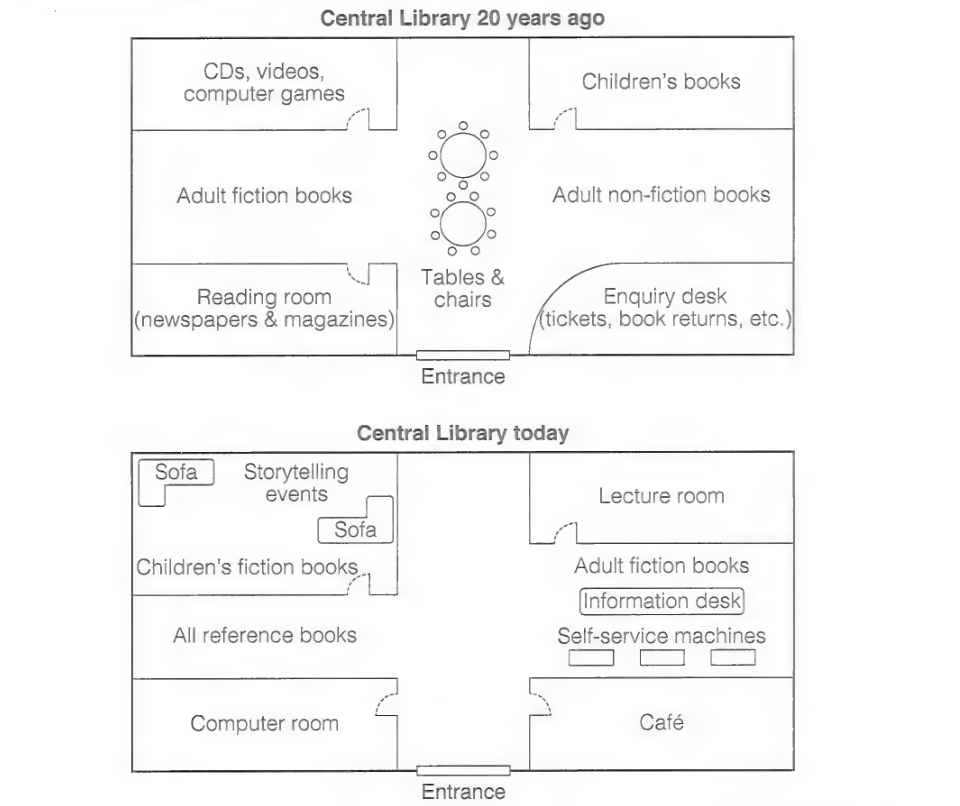 Central Library 20 years ago
CDs, videos,
computer games
Children's books
Adult fiction books
Adult non-fiction books
Tables &
chairs
Reading room
(newspapers & magazines)
Enquiry desk
(tickets, book returns, etc.)
Entrance
Central Library today
Sofa
Storytelling
events
Sofa
Children's fiction books
Lecture room
Adult fiction books
Information desk
Self-service machines
All reference books
Computer room
Café
Entrance